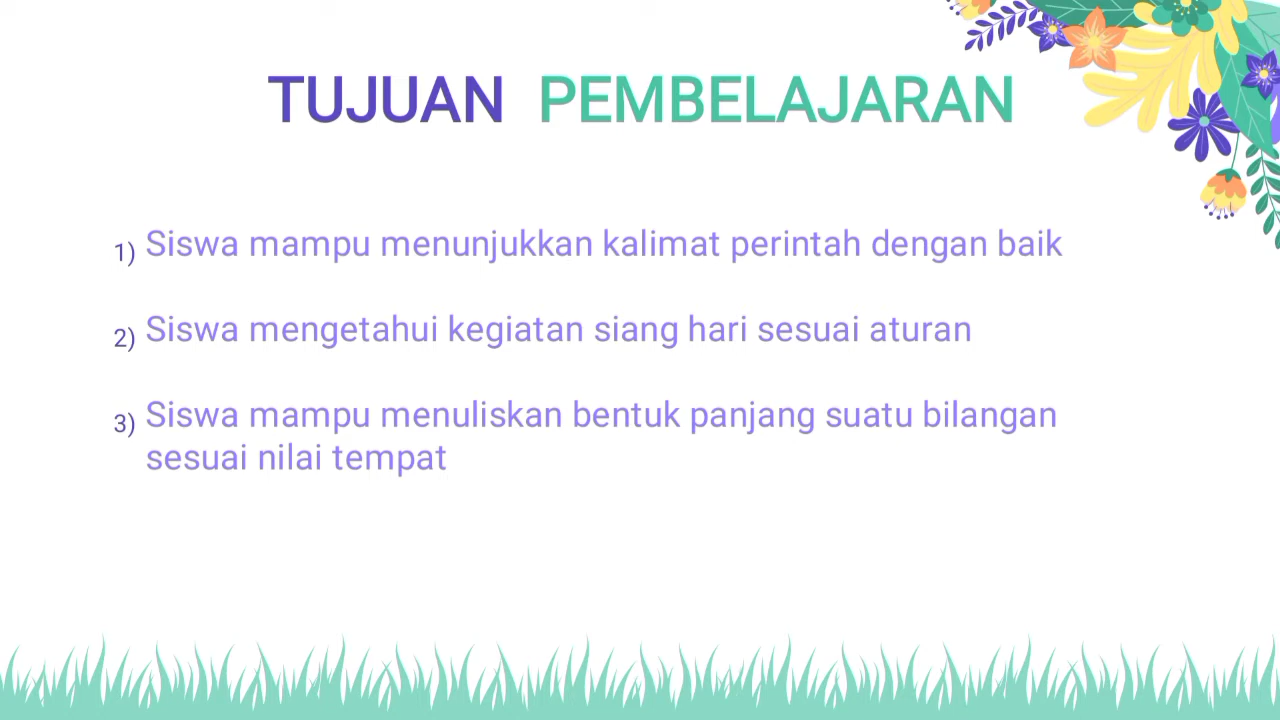 TUJUAN PEMBELAJARAN
1) Siswa mampu menunjukkan kalimat perintah dengan baik
2) Siswa mengetahui kegiatan siang hari sesuai aturan
3) Siswa mampu menuliskan bentuk panjang suatu bilangan
sesuai nilai tempat